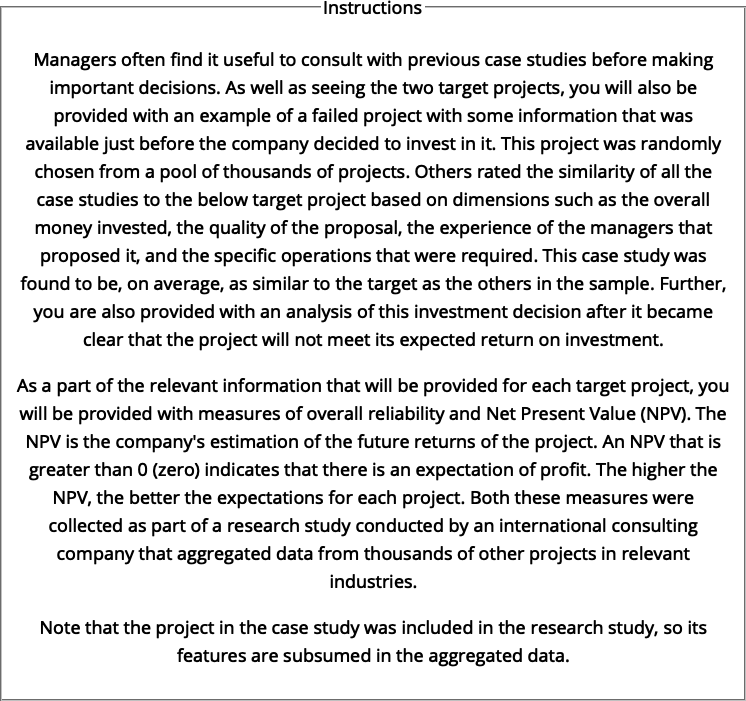 Instructions
Managers often find it useful to consult with previous case studies before making
important decisions. As well as seeing the two target projects, you will also be
provided with an example of a failed project with some information that was
available just before the company decided to invest in it. This project was randomly
chosen from a pool of thousands of projects. Others rated the similarity of all the
case studies to the below target project based on dimensions such as the overall
money invested, the quality of the proposal, the experience of the managers that
proposed it, and the specific operations that were required. This case study was
found to be, on average, as similar to the target as the others in the sample. Further,
you are also provided with an analysis of this investment decision after it became
clear that the project will not meet its expected return on investment.
As a part of the relevant information that will be provided for each target project, you
will be provided with measures of overall reliability and Net Present Value (NPV). The
NPV is the company's estimation of the future returns of the project. An NPV that is
greater than 0 (zero) indicates that there is an expectation of profit. The higher the
NPV, the better the expectations for each project. Both these measures were
collected as part of a research study conducted by an international consulting
company that aggregated data from thousands of other projects in relevant
industries.
Note that the project in the case study was included in the research study, so its
features are subsumed in the aggregated data.